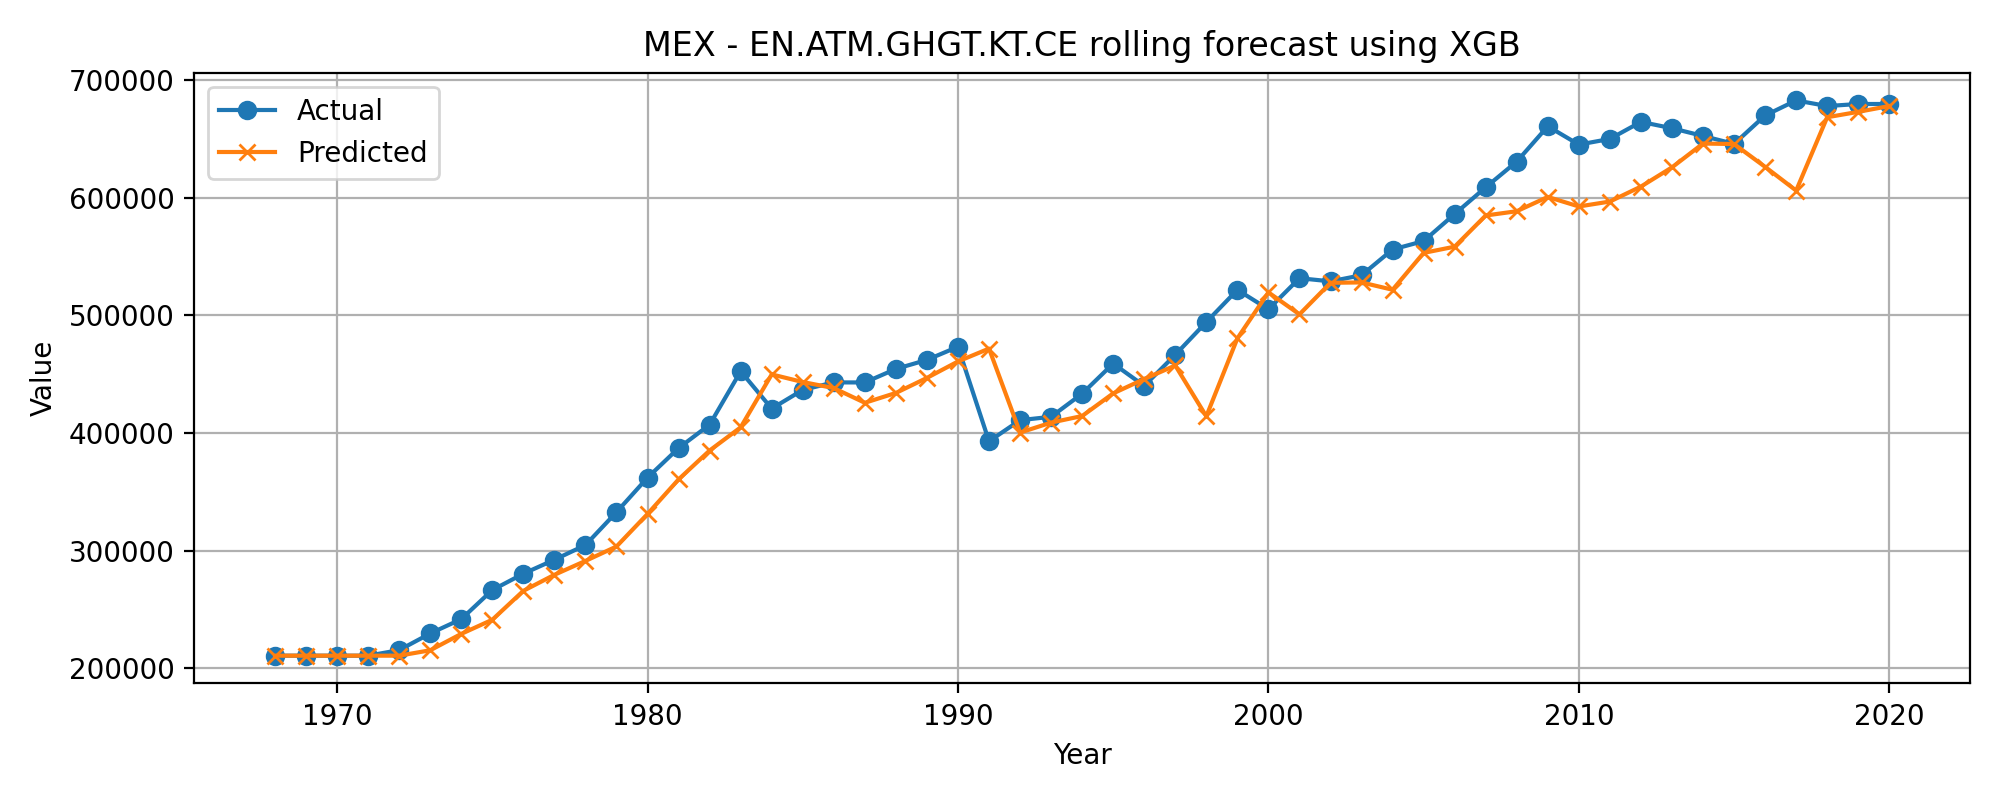 MEX - EN.ATM.GHGT.KT.CE rolling forecast using XGB
700000
600000
500000
400000
300000
200000
Value
Actual
Predicted
1970
1980
1990
2000
2010
2020
Year